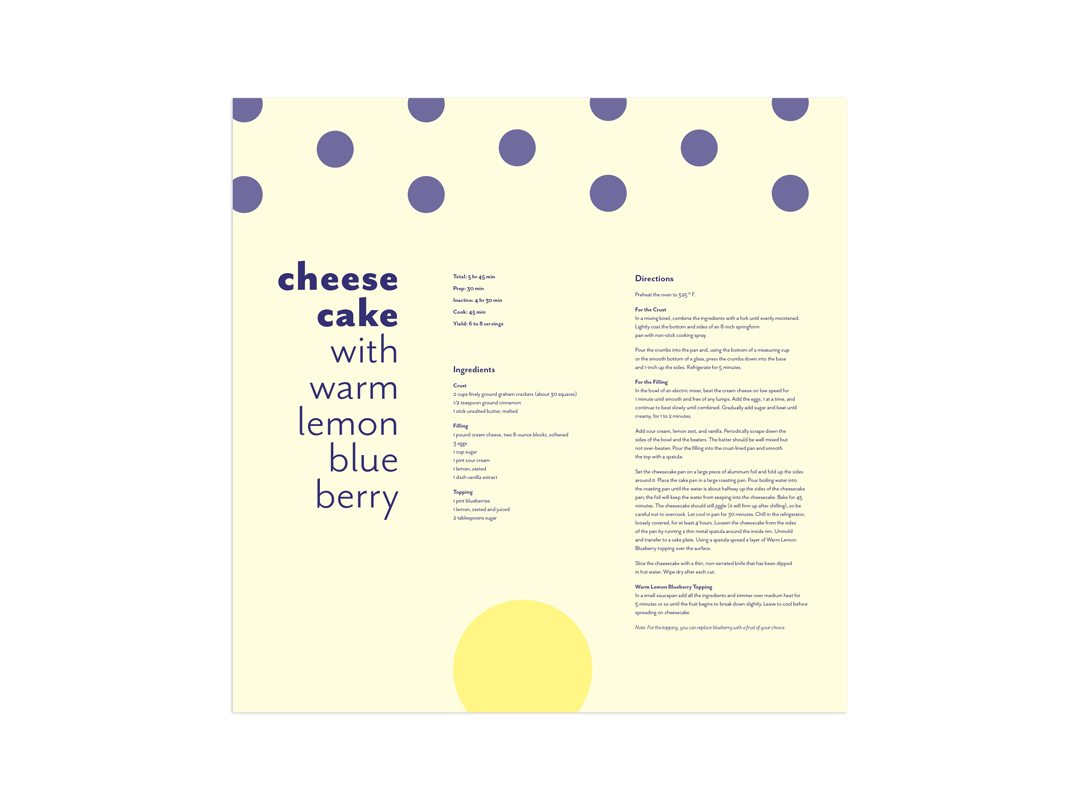 cheese
cake
with
warm
lemon
blue
berry
Total: 5 hr 45 min
Prep: 30 min
Inactive: 4 hr 30 min
Cook: 45 min
Yield: 6 to 8 servings
Ingredients
Crust
2 cups finely ground graham crackers (about 30 squares)
1/2 teaspoon ground cinnamon
1 stick unsalted butter, melted
Filling
1 pound cream cheese, two 8-ounce blocks, softened
3 eggs
1 cup sugar
1 pint sour cream
1 lemon, zested
1 dash vanilla extract
Topping
1 pint blueberries
1 lemon, zested and juiced
2 tablespoons sugar
Directions
Preheat the oven to 325° F.
For the Crust
In a mixing bowl, combine the ingredients with a fork until evenly moistened.
Lightly coat the bottom and sides of an 8-inch springform
pan with non-stick cooking spray.
Pour the crumbs into the pan and, using the bottom of a measuring cup
or the smooth bottom of a glass, press the crumbs down into the base
and 1-inch up the sides. Refrigerate for 5 minutes.
For the Filling
In the bowl of an electric mixer, beat the cream cheese on low speed for
1 minute until smooth and free of any lumps. Add the eggs, 1 at a time, and
continue to beat slowly until combined. Gradually add sugar and beat until
creamy, for 1 to 2 minutes.
Add sour cream, lemon zest, and vanilla. Periodically scrape down the
sides of the bowl and the beaters. The batter should be well-mixed but
not over-beaten. Pour the filling into the crust-lined pan and smooth
the top with a spatula.
Set the cheesecake pan on a large piece of aluminum foil and fold up the sides
around it. Place the cake pan in a large roasting pan. Pour boiling water into
the roasting pan until the water is about halfway up the sides of the cheesecake
pan; the foil will keep the water from seeping into the cheesecake. Bake for 45
minutes. The cheesecake should still jiggle (it will firm up after chilling), so be
careful not to overcook. Let cool in pan for 30 minutes. Chill in the refrigerator,
loosely covered, for at least 4 hours. Loosen the cheesecake from the sides
of the pan by running a thin metal spatula around the inside rim. Unmold
and transfer to a cake plate. Using a spatula spread a layer of Warm Lemon
Blueberry topping over the surface.
Slice the cheesecake with a thin, non-serrated knife that has been dipped
in hot water. Wipe dry after each cut.
Warm Lemon Blueberry Topping
In a small saucepan add all the ingredients and simmer over medium heat for
5 minutes or so until the fruit begins to break down slightly. Leave to cool before
spreading on cheesecake.
Note: For the topping, you can replace blueberry with a fruit of your choice.